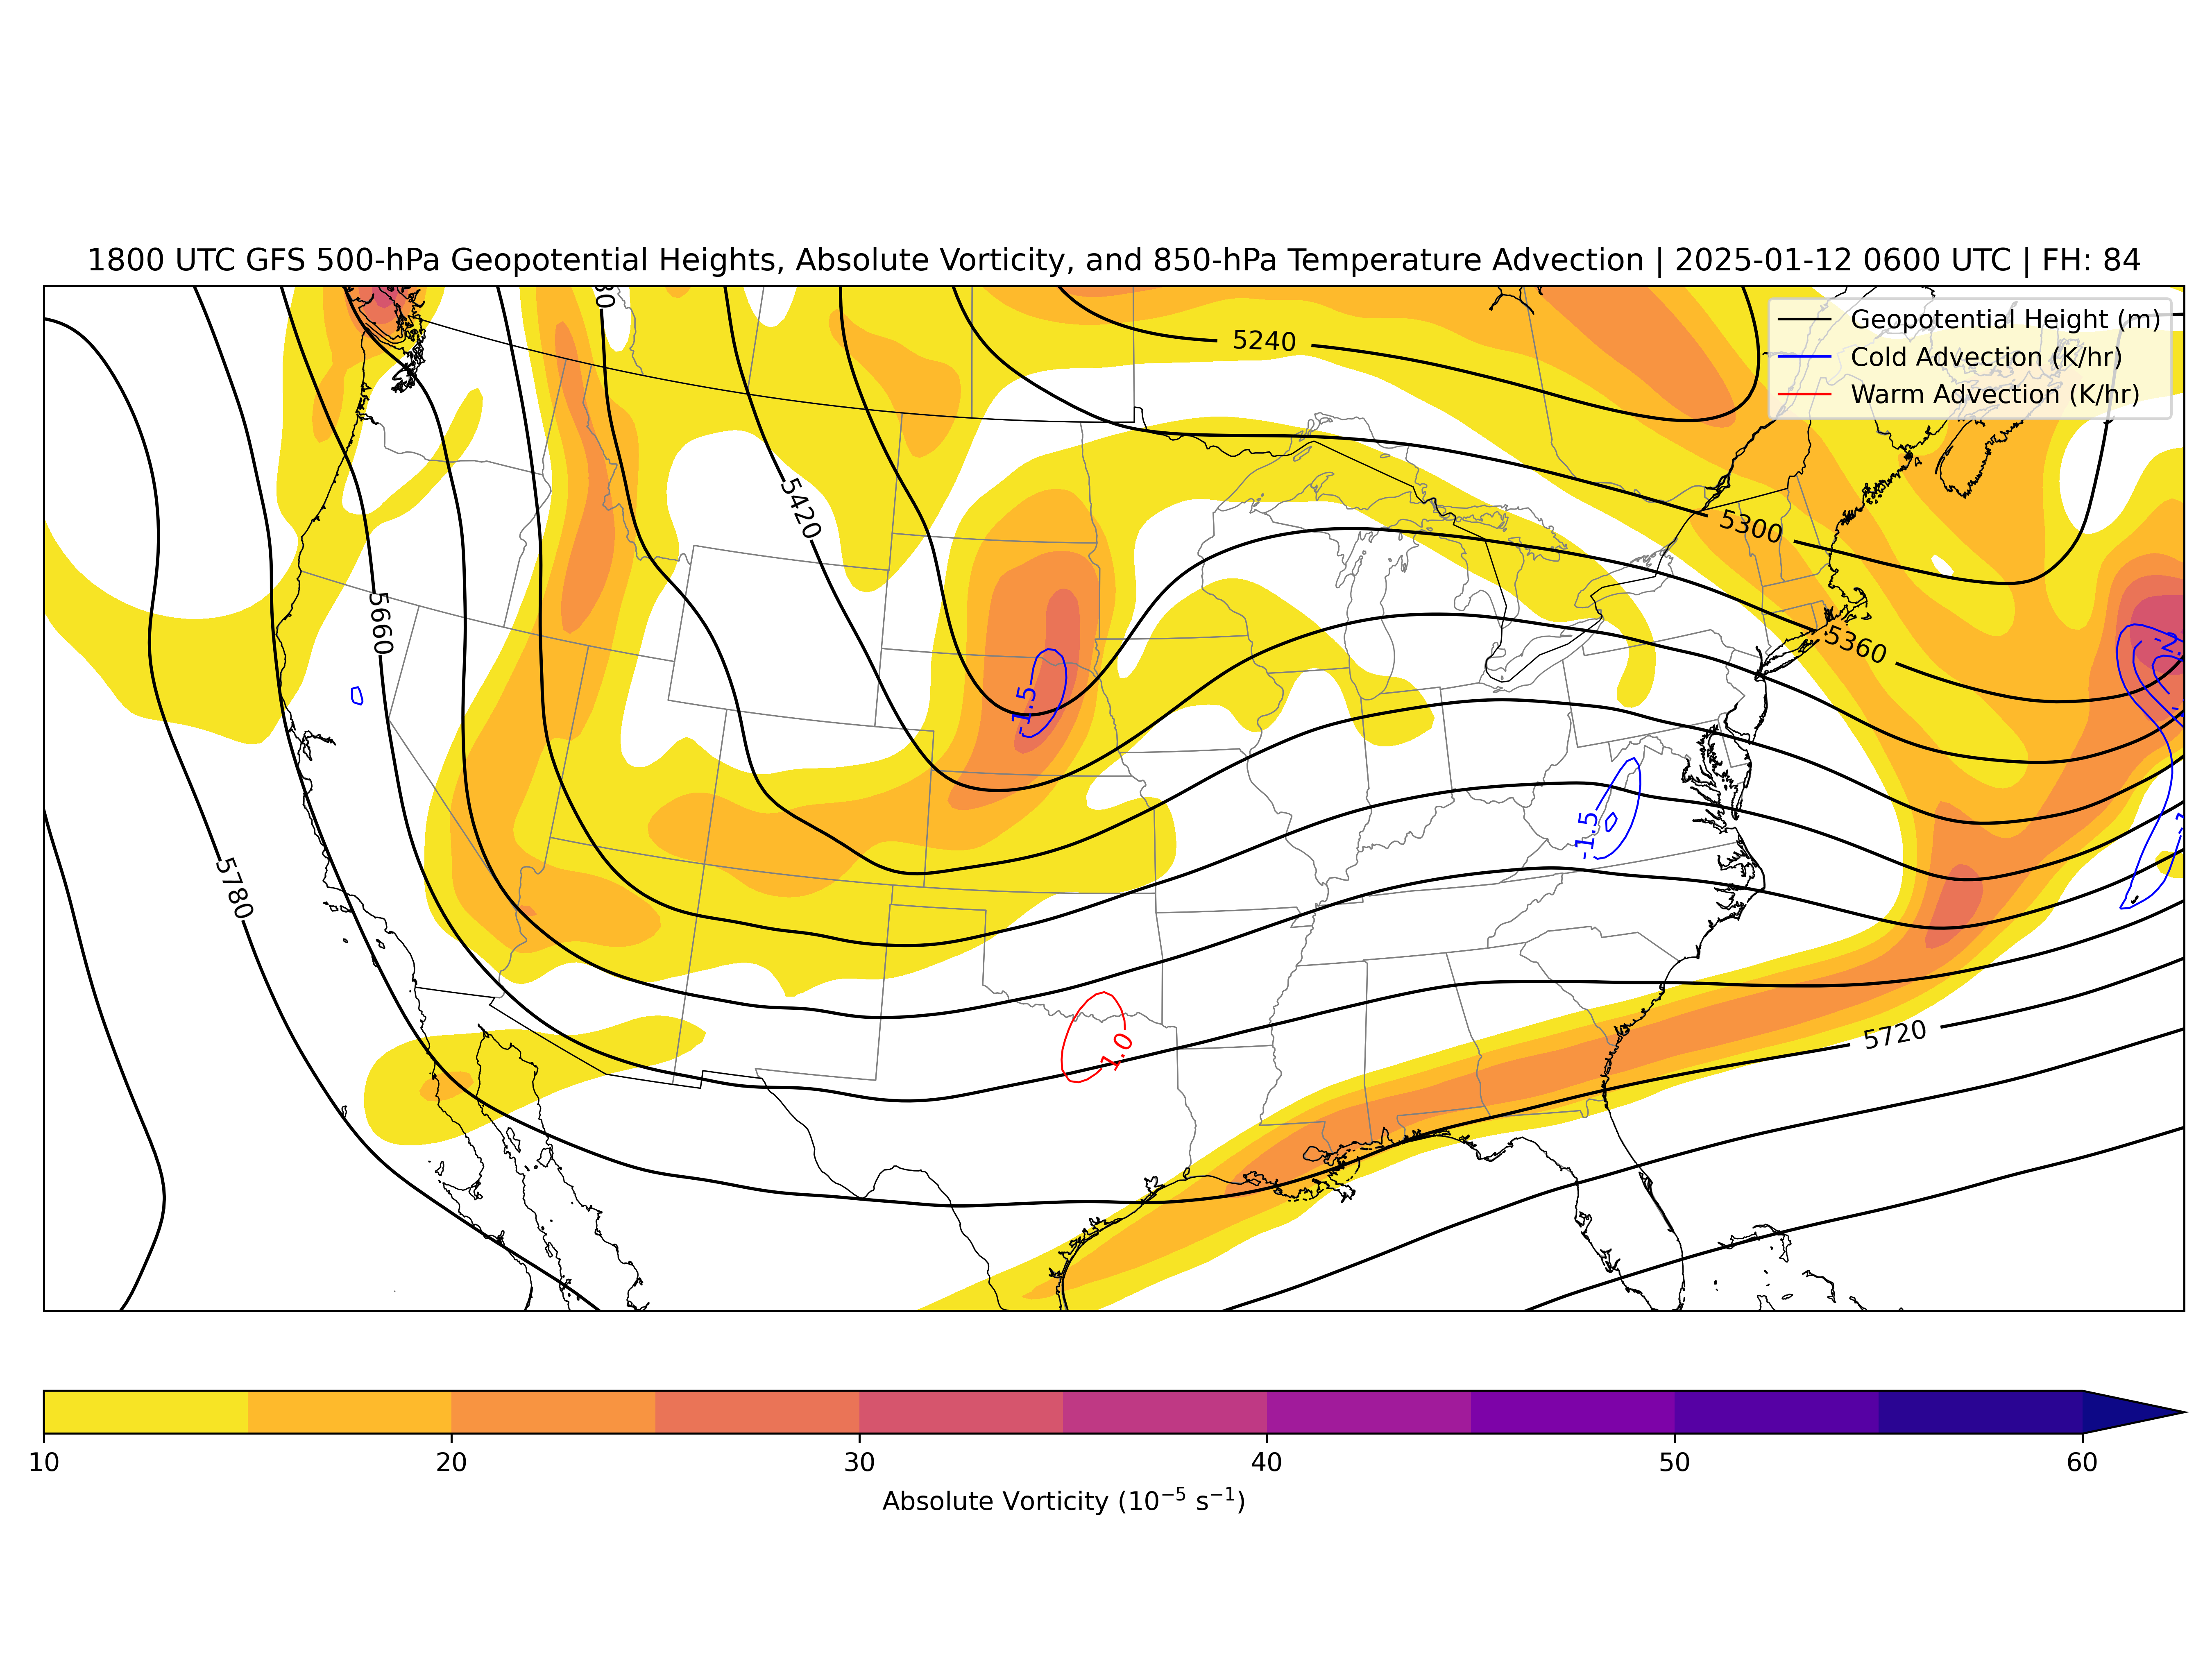 1800 UTC GFS 500-hPa Geopotential Heights, Absolute Vorticity, and 850-hPa Temperature Advection | 2025-01-12 0600 UTC | FH: 84
Geopotential Height (m)
Cold Advection (K/hr)
Warm Advection (K/hr)
5240
5420
5300
5660
5360
-1.5
-1.5
5780
1.0
5720
10 20 30 40 50 60
Absolute Vorticity (10⁻⁵ s⁻¹)